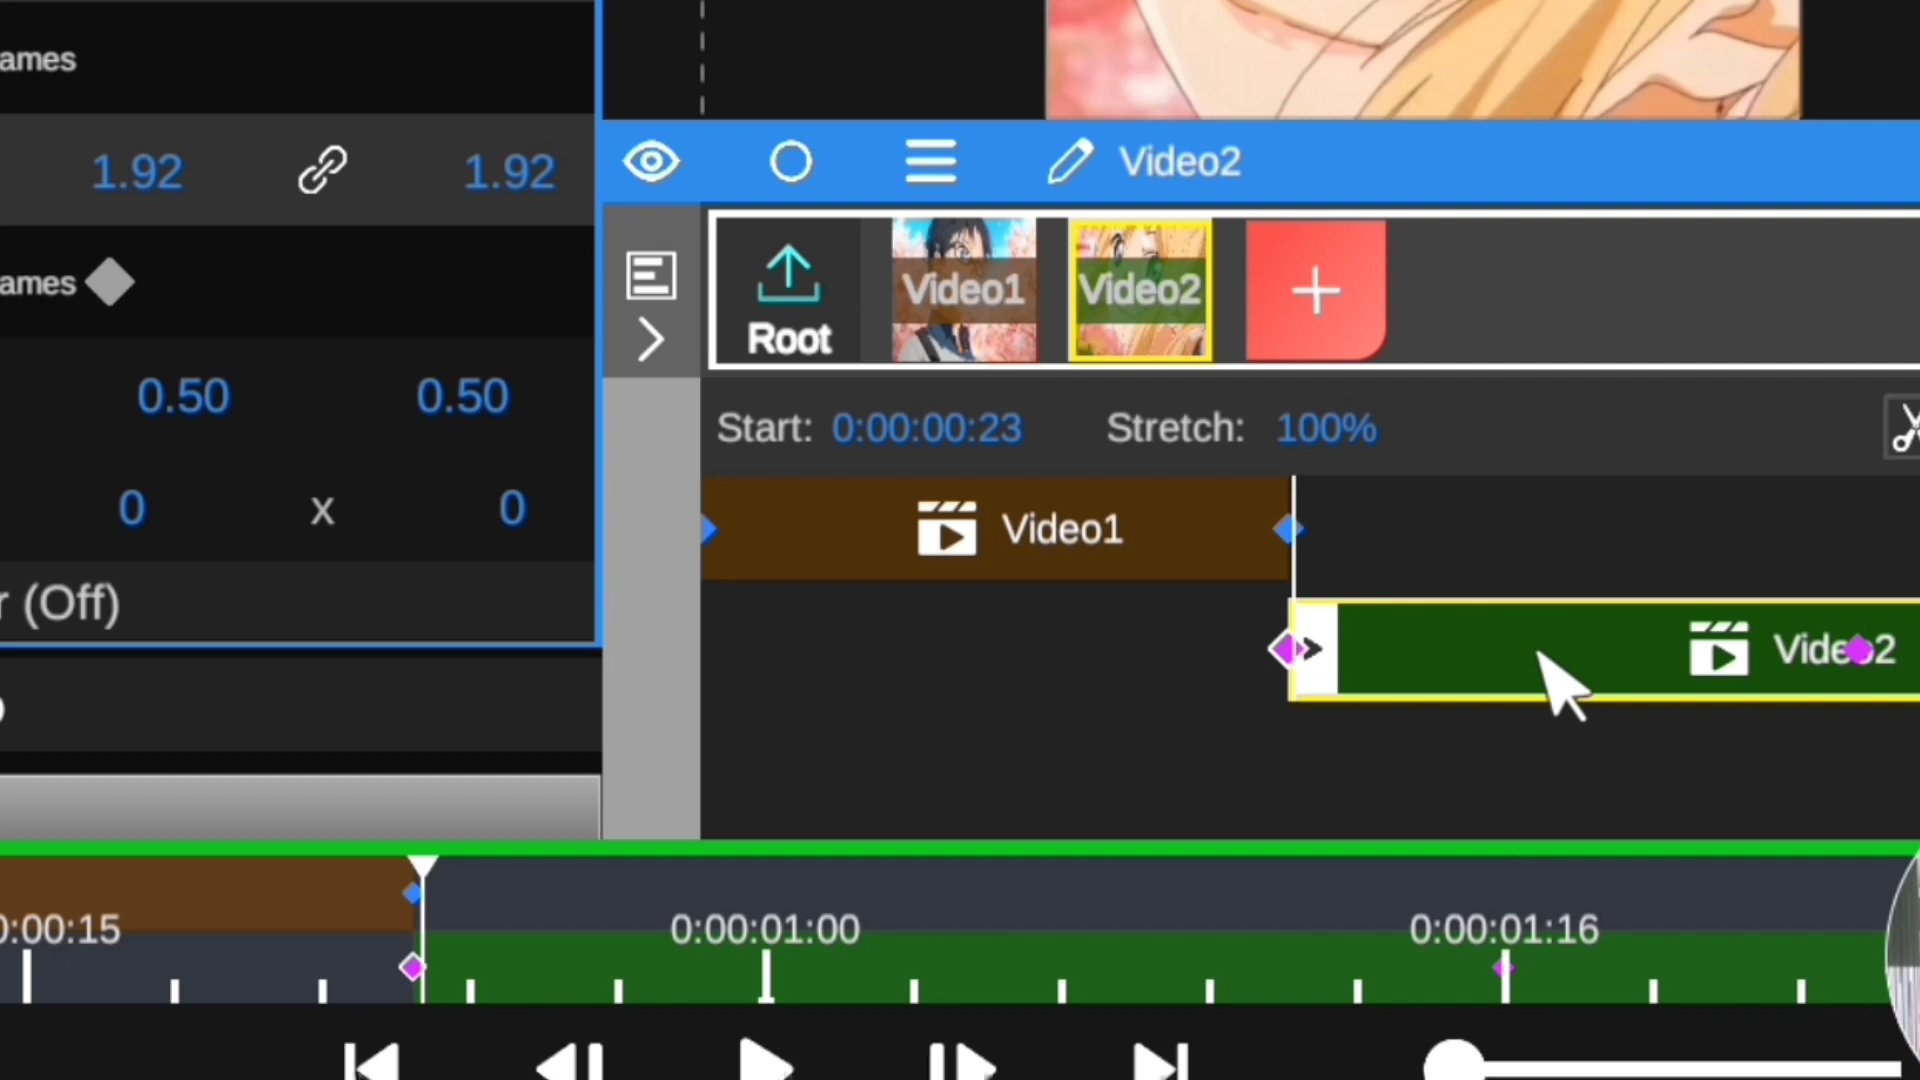 ames
1.92 1.92
Video2
ames
Root
Video1
Video2
0.50 0.50
Start: 0:00:00:23 Stretch: 100%
0 x 0
Video1
r (Off)
Video2
0:00:15 0:00:01:00 0:00:01:16